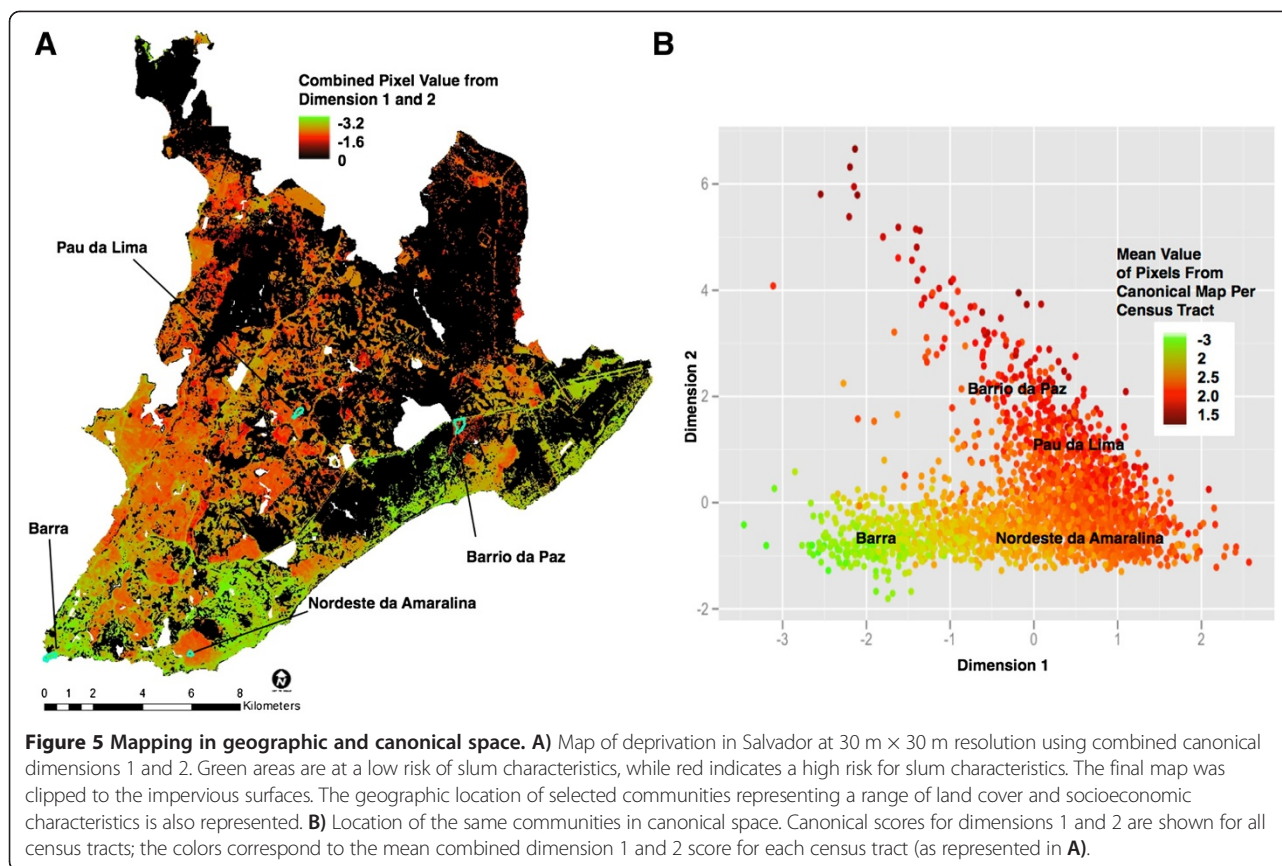 A
Combined Pixel Value from
Dimension 1 and 2
-3.2
-1.6
0
Pau da Lima
Barra
Barrio da Paz
Nordeste da Amaralina
0 1 2 4 6 8
Kilometers
N
B
6
4
2
0
-2
Dimension 2
Mean Value
of Pixels From
Canonical Map Per
Census Tract
-3
2
2.5
2.0
1.5
Barrio da Paz
Pau da Lima
Barra
Nordeste da Amaralina
-3 -2 -1 0 1 2
Dimension 1
Figure 5 Mapping in geographic and canonical space. A) Map of deprivation in Salvador at 30 m × 30 m resolution using combined canonical
dimensions 1 and 2. Green areas are at a low risk of slum characteristics, while red indicates a high risk for slum characteristics. The final map was
clipped to the impervious surfaces. The geographic location of selected communities representing a range of land cover and socioeconomic
characteristics is also represented. B) Location of the same communities in canonical space. Canonical scores for dimensions 1 and 2 are shown for all
census tracts; the colors correspond to the mean combined dimension 1 and 2 score for each census tract (as represented in A).